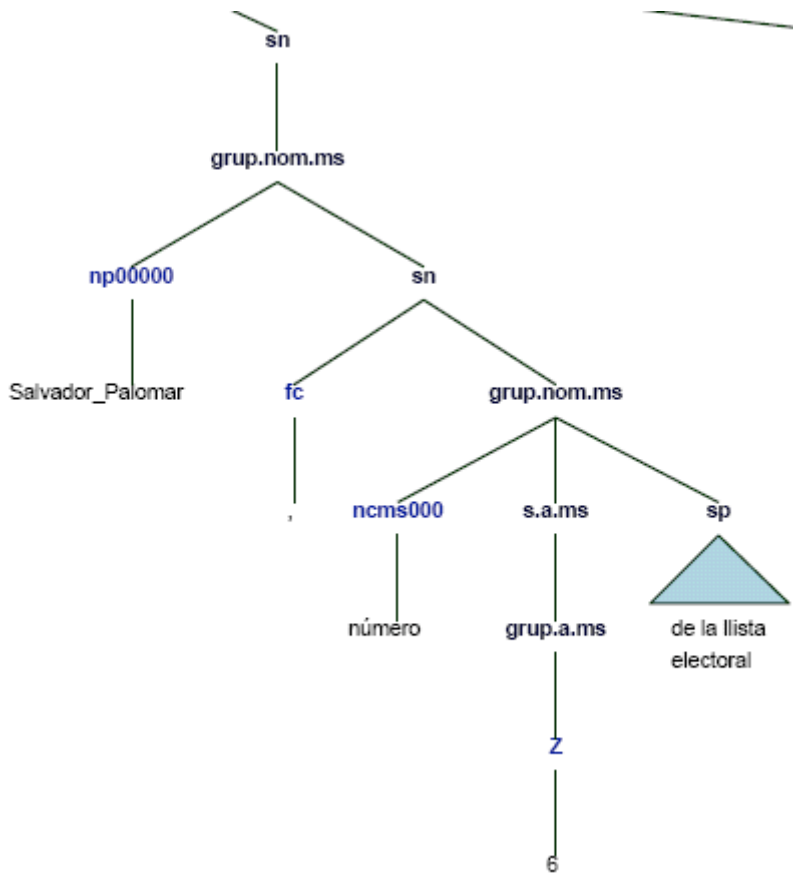 sn
grup.nom.ms
np00000 sn
Salvador_Palomar fc grup.nom.ms
, ncms000 s.a.ms sp
número grup.a.ms de la llista
electoral
Z
6